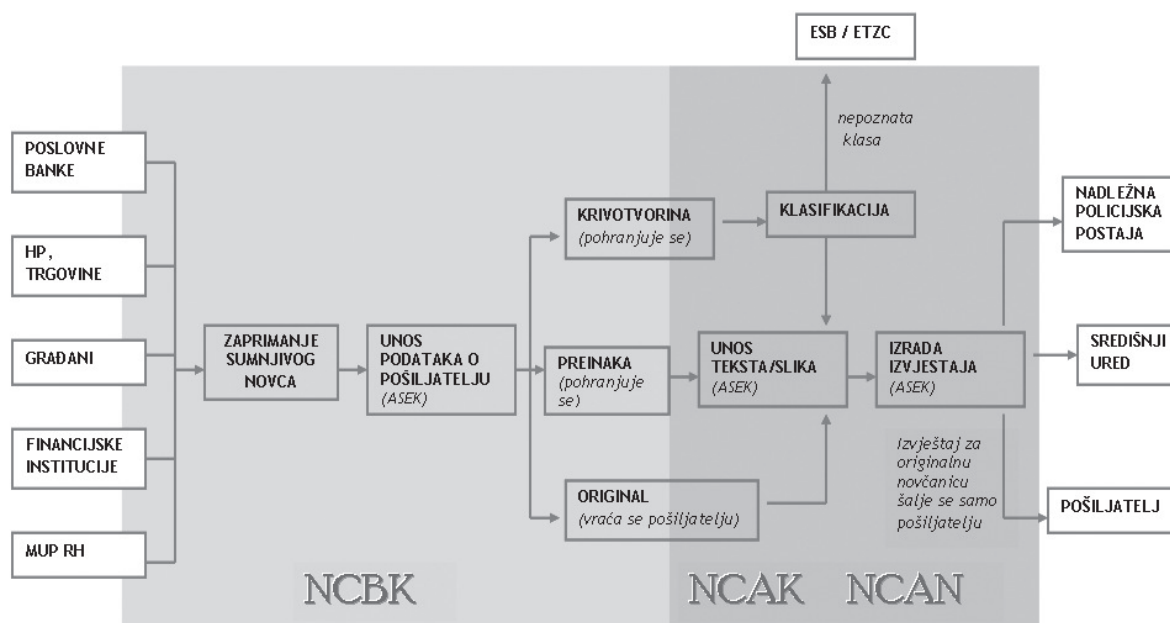 ESB / ETZC
nepoznata
klasa
POSLOVNE
BANKE
HP,
TRGOVINE
GRAĐANI
FINANCIJSKE
INSTITUCIJE
MUP RH
ZAPRIMANJE
SUMNJIVOG
NOVCA
UNOS
PODATAKA O
POŠILJATELJU
(ASEK)
KRIVOTVORINA
(pohranjuje se)
PREINAKA
(pohranjuje
se)
ORIGINAL
(vraća se pošiljatelju)
KLASIFIKACIJA
UNOS
TEKSTA/SLIKA
(ASEK)
IZRADA
IZVJESTAJA
(ASEK)
Izvještaj za
originalnu
novčanicu
šalje se samo
pošiljatelju
NADLEŽNA
POLICIJSKA
POSTAJA
SREDIŠNJI
URED
POŠILJATELJ
NCBK
NCAK
NCAN